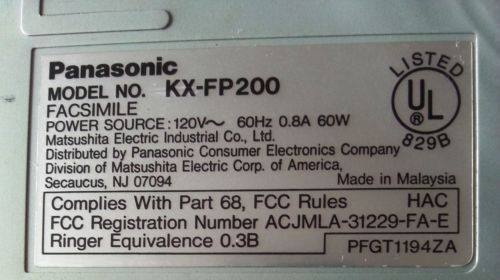 Panasonic
MODEL NO. KX-FP200
FACSIMILE
POWER SOURCE: 120V~ 60Hz 0.8A 60W
Matsushita Electric Industrial Co., Ltd.
Distributed by Panasonic Consumer Electronics Company
Division of Matsushita Electric Corp. of America,
Secaucus, NJ 07094 Made in Malaysia
LISTED
UL
®
829B
Complies With Part 68, FCC Rules HAC
FCC Registration Number ACJMLA-31229-FA-E
Ringer Equivalence 0.3B
PFGT1194ZA